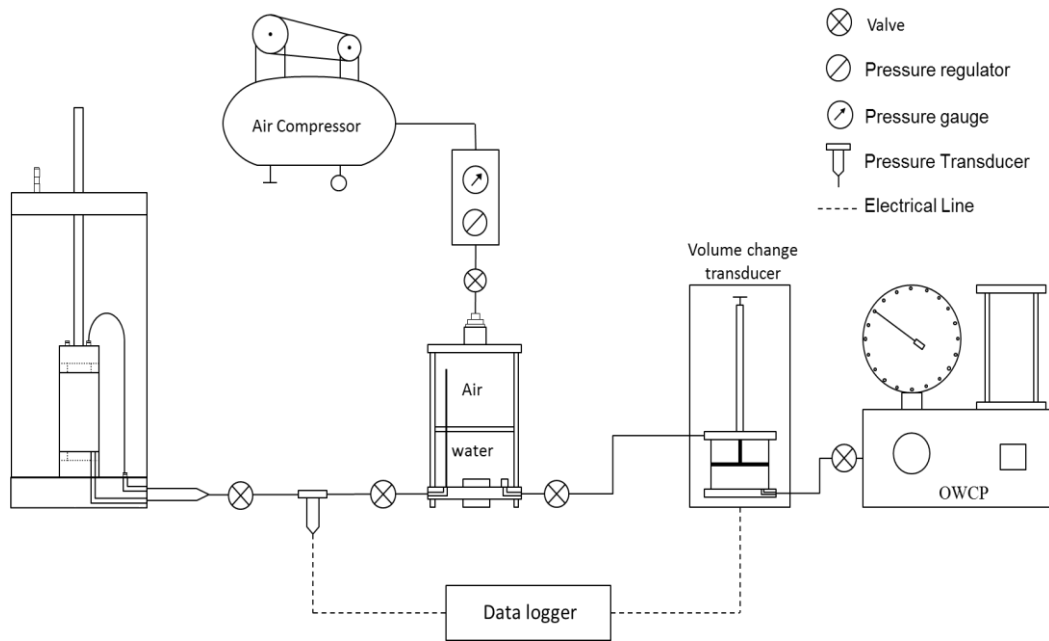 Valve
Air Compressor
Pressure regulator
Pressure gauge
Pressure Transducer
Electrical Line
Volume change
transducer
Air
water
OWCP
Data logger